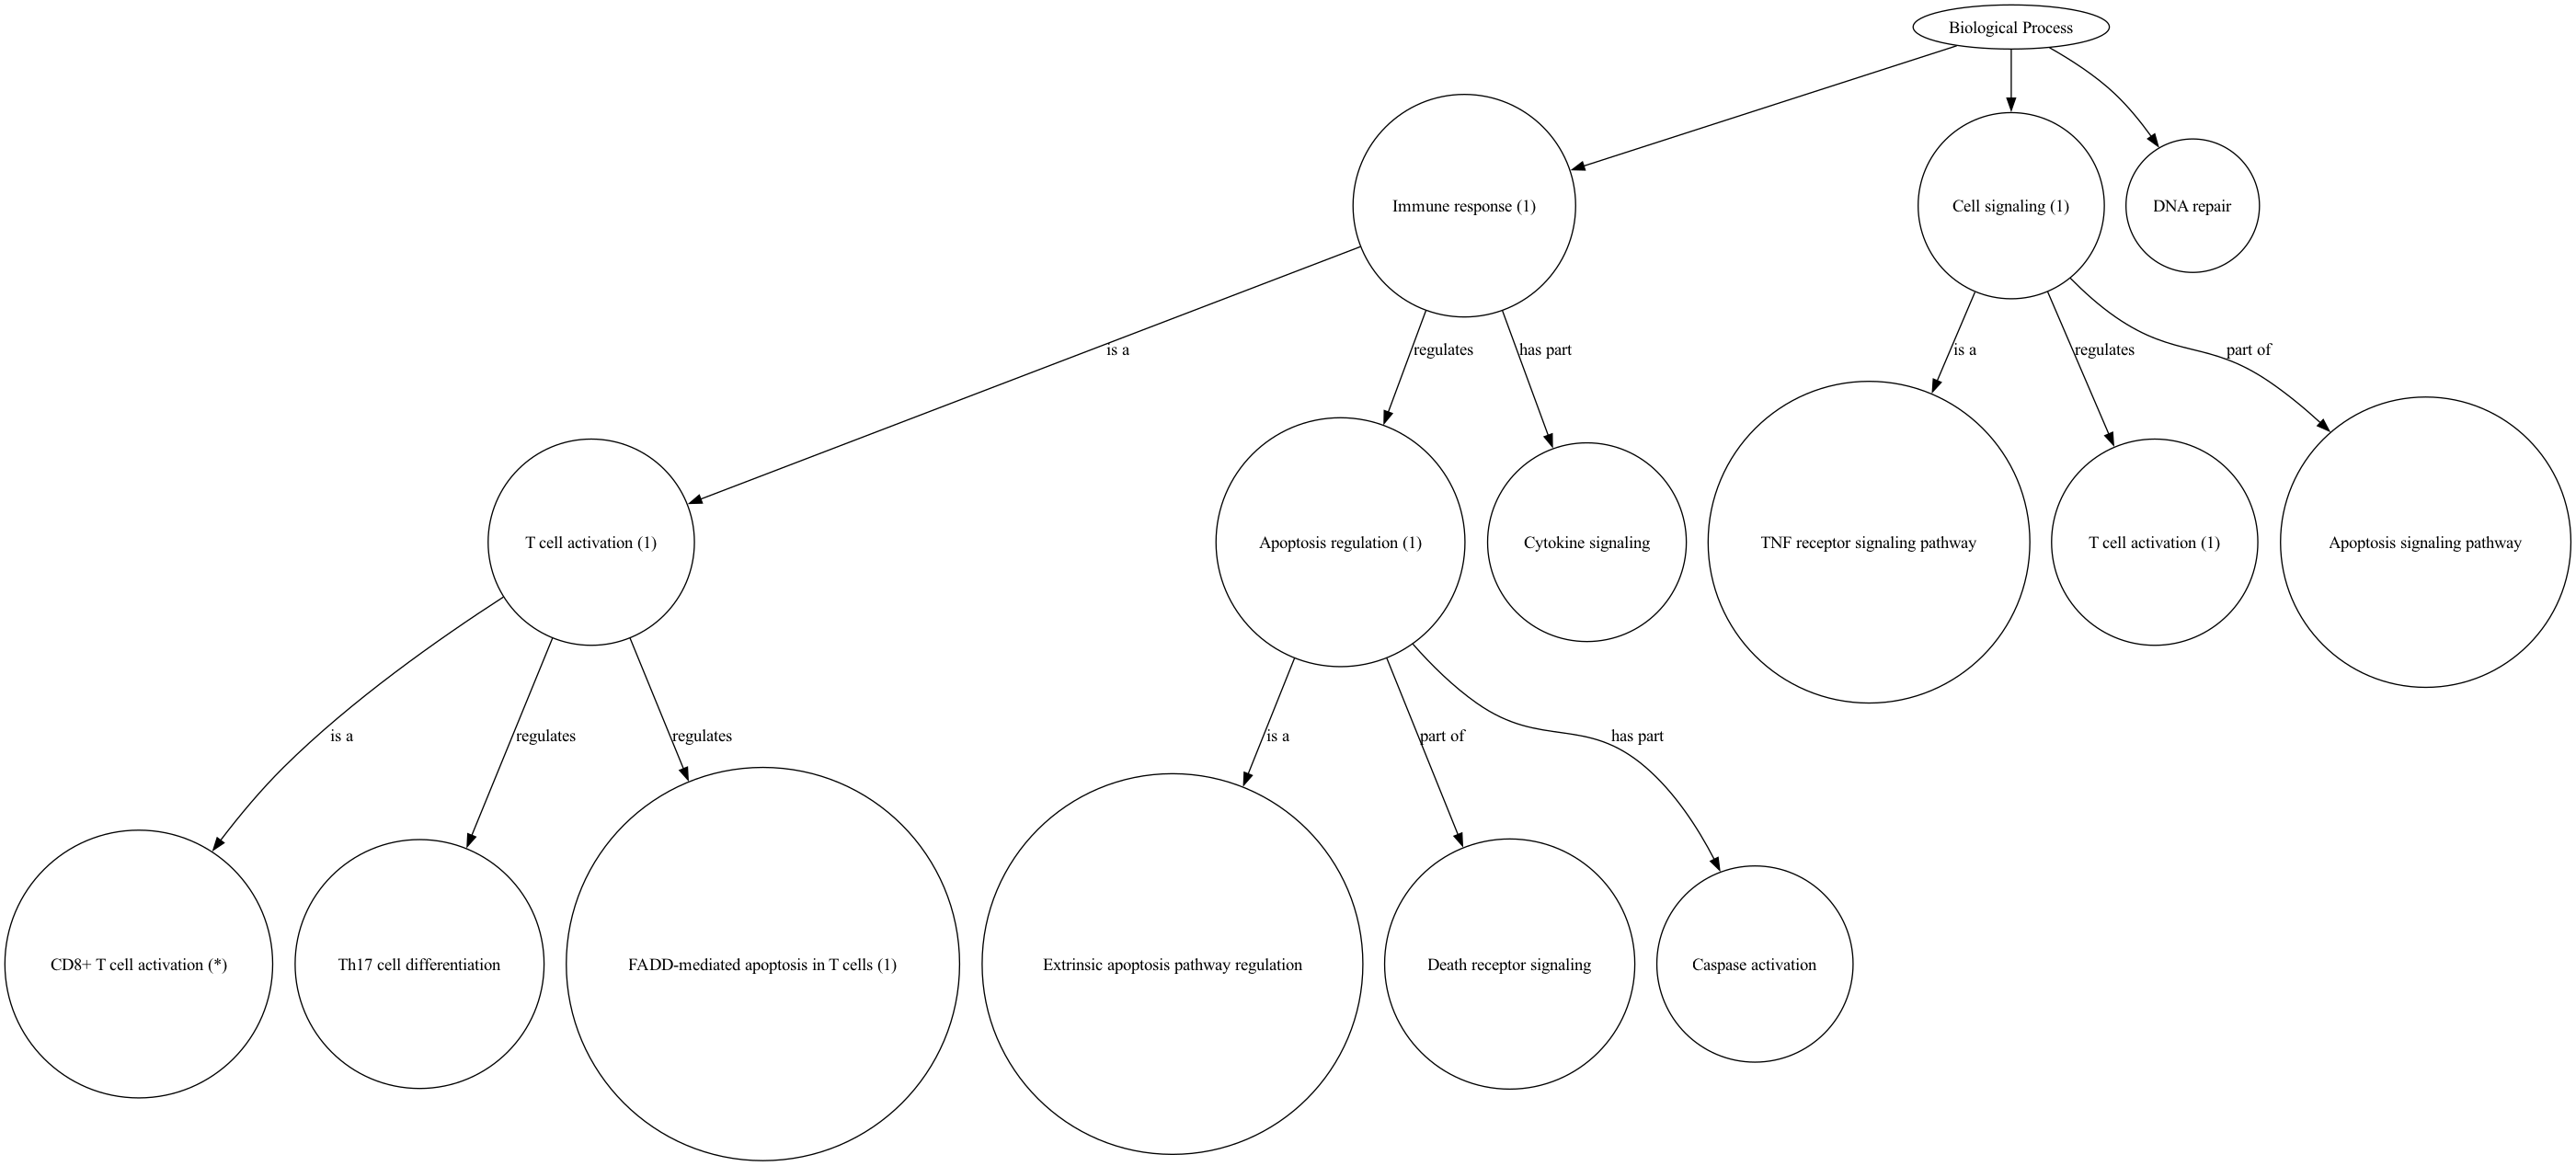 Biological Process
Immune response (1)
Cell signaling (1)
DNA repair
is a
regulates
has part
is a
regulates
part of
T cell activation (1)
Apoptosis regulation (1)
Cytokine signaling
TNF receptor signaling pathway
T cell activation (1)
Apoptosis signaling pathway
is a
regulates
regulates
is a
part of
has part
CD8+ T cell activation (*)
Th17 cell differentiation
FADD-mediated apoptosis in T cells (1)
Extrinsic apoptosis pathway regulation
Death receptor signaling
Caspase activation